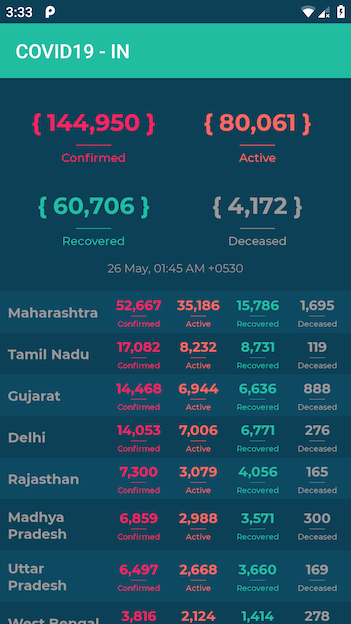 3:33
COVID19 - IN
{ 144,950 } { 80,061 }
Confirmed Active
{ 60,706 } { 4,172 }
Recovered Deceased
26 May, 01:45 AM +0530
Maharashtra 52,667 35,186 15,786 1,695
Confirmed Active Recovered Deceased
Tamil Nadu 17,082 8,232 8,731 119
Confirmed Active Recovered Deceased
Gujarat 14,468 6,944 6,636 888
Confirmed Active Recovered Deceased
Delhi 14,053 7,006 6,771 276
Confirmed Active Recovered Deceased
Rajasthan 7,300 3,079 4,056 165
Confirmed Active Recovered Deceased
Madhya
Pradesh 6,859 2,988 3,571 300
Confirmed Active Recovered Deceased
Uttar
Pradesh 6,497 2,668 3,660 169
Confirmed Active Recovered Deceased
West Bengal 3,816 2,124 1,414 278